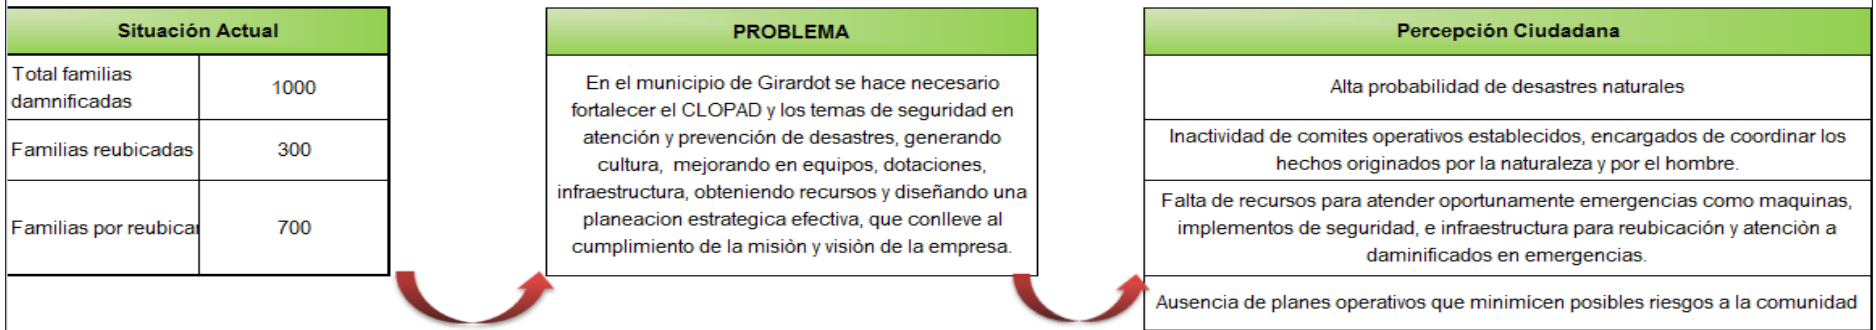 Situación Actual
Total familias
damnificadas
1000
Familias reubicadas
300
Familias por reubicar
700
PROBLEMA
En el municipio de Girardot se hace necesario
fortalecer el CLOPAD y los temas de seguridad en
atención y prevención de desastres, generando
cultura, mejorando en equipos, dotaciones,
infraestructura, obteniendo recursos y diseñando una
planeacion estrategica efectiva, que conlleve al
cumplimiento de la misiòn y visiòn de la empresa.
Percepción Ciudadana
Alta probabilidad de desastres naturales
Inactividad de comites operativos establecidos, encargados de coordinar los
hechos originados por la naturaleza y por el hombre.
Falta de recursos para atender oportunamente emergencias como maquinas,
implementos de seguridad, e infraestructura para reubicación y atenciòn a
daminificados en emergencias.
Ausencia de planes operativos que minimícen posibles riesgos a la comunidad